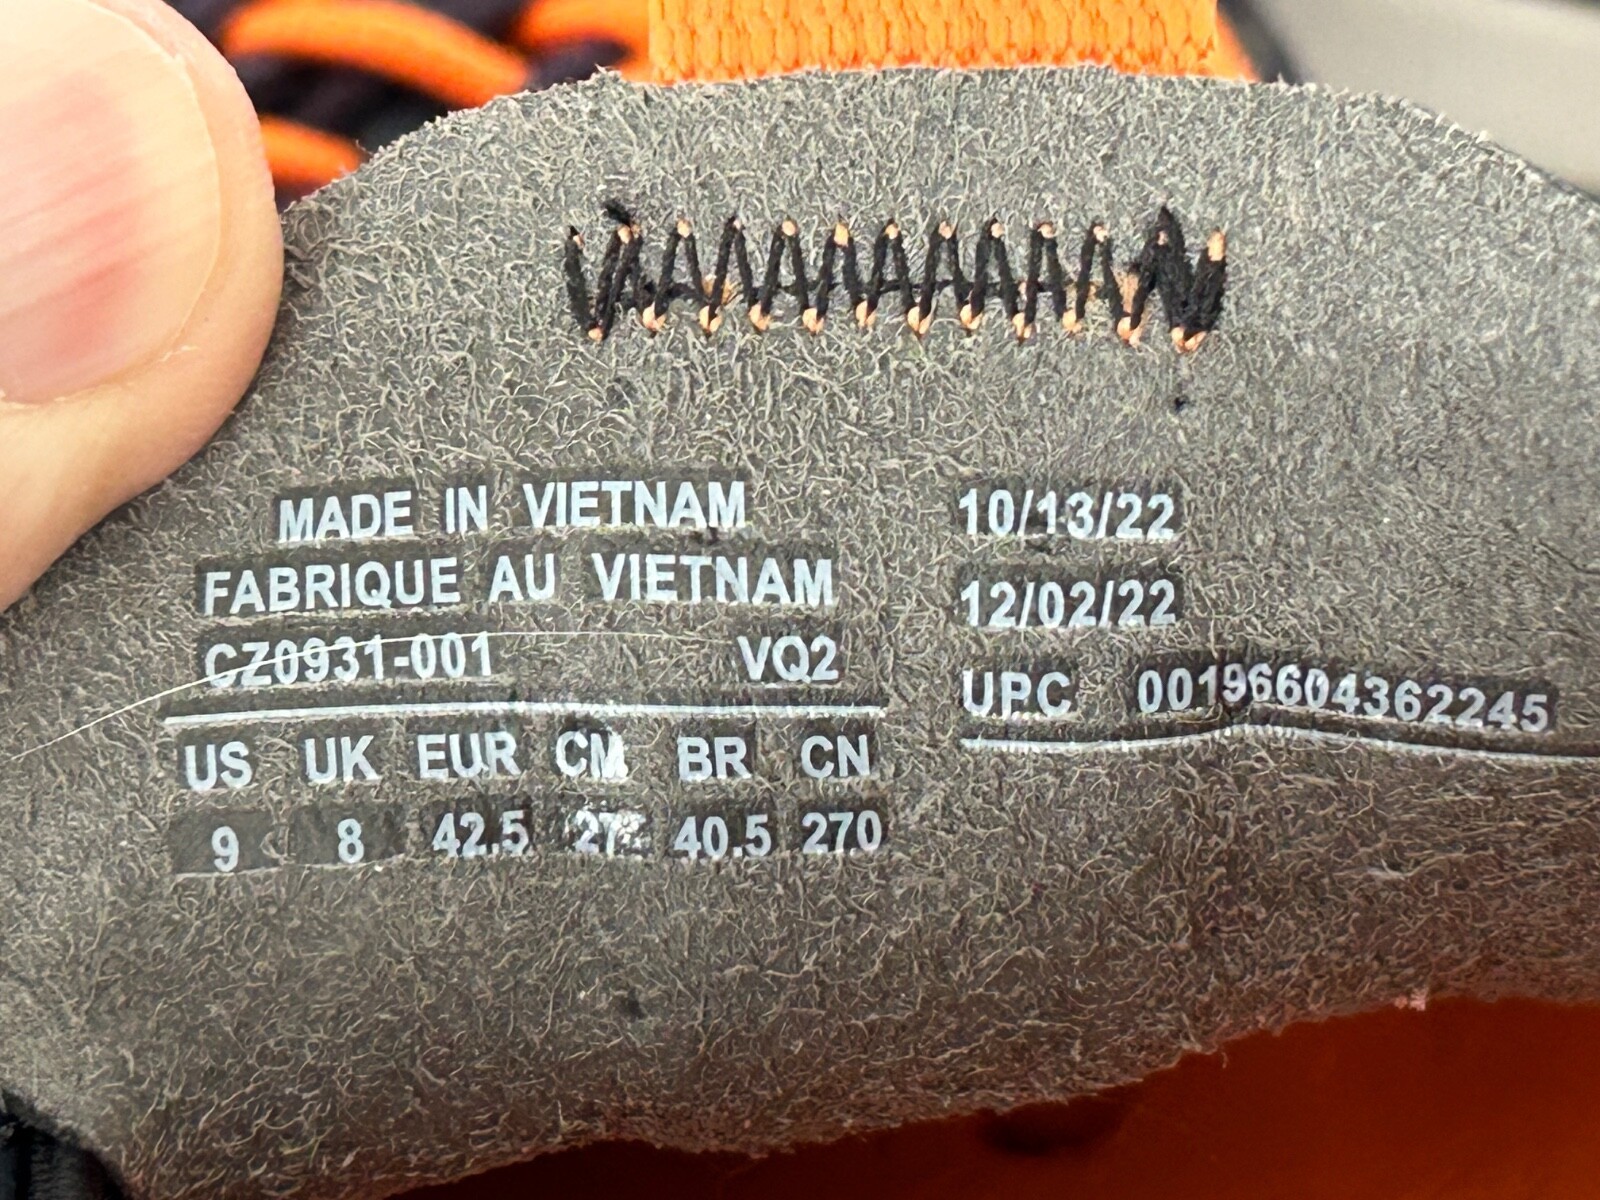 MADE IN VIETNAM
FABRIQUE AU VIETNAM
CZ0931-001 VQ2
US UK EUR CM BR CN
9 8 42.5 40.5 270
10/13/22
12/02/22
UPC 00196604362245